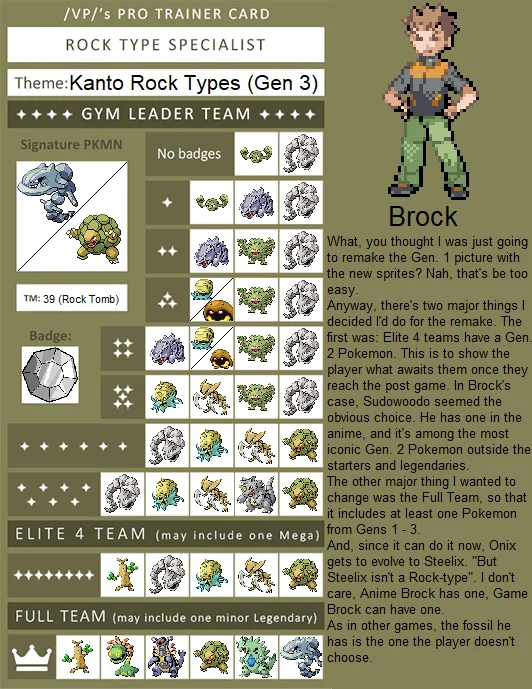 /VP/'s PRO TRAINER CARD
ROCK TYPE SPECIALIST
Theme: Kanto Rock Types (Gen 3)
GYM LEADER TEAM
Signature PKMN
No badges
TM: 39 (Rock Tomb)
Badge:
ELITE 4 TEAM (may include one Mega)
FULL TEAM (may include one minor Legendary)
Brock
What, you thought I was just going
to remake the Gen. 1 picture with
the new sprites? Nah, that's be too
easy.
Anyway, there's two major things I
decided I'd do for the remake. The
first was: Elite 4 teams have a Gen.
2 Pokemon. This is to show the
player what awaits them once they
reach the post game. In Brock's
case, Sudowoodo seemed the
obvious choice. He has one in the
anime, and it's among the most
iconic Gen. 2 Pokemon outside the
starters and legendaries.
The other major thing I wanted to
change was the Full Team, so that
it includes at least one Pokemon
from Gens 1 - 3.
And, since it can do it now, Onix
gets to evolve to Steelix. "But
Steelix isn't a Rock-type". I don't
care, Anime Brock has one, Game
Brock can have one.
As in other games, the fossil he
has is the one the player doesn't
choose.